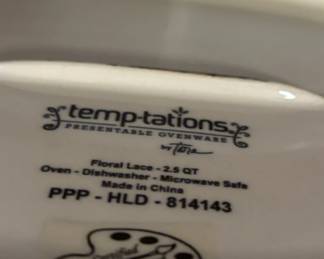 temp-tations
PRESENTABLE OVENWARE
by Tara
Floral Lace - 2.5 QT
Oven - Dishwasher - Microwave Safe
Made in China
PPP - HLD - 814143